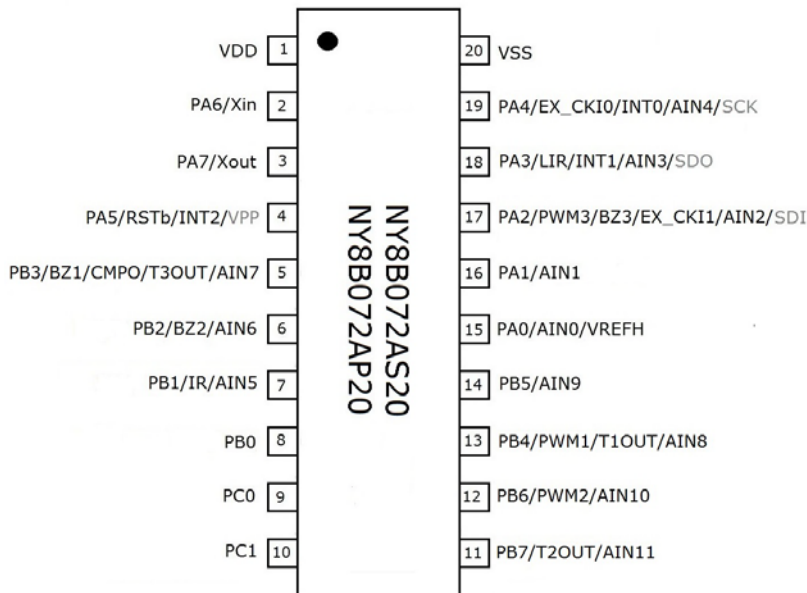 VDD 1
PA6/Xin 2
PA7/Xout 3
PA5/RSTb/INT2/VPP 4
PB3/BZ1/CMPO/T3OUT/AIN7 5
PB2/BZ2/AIN6 6
PB1/IR/AIN5 7
PB0 8
PC0 9
PC1 10
NY8B072AS20
NY8B072AP20
20 VSS
19 PA4/EX_CKI0/INT0/AIN4/SCK
18 PA3/LIR/INT1/AIN3/SDO
17 PA2/PWM3/BZ3/EX_CKI1/AIN2/SDI
16 PA1/AIN1
15 PA0/AIN0/VREFH
14 PB5/AIN9
13 PB4/PWM1/T1OUT/AIN8
12 PB6/PWM2/AIN10
11 PB7/T2OUT/AIN11